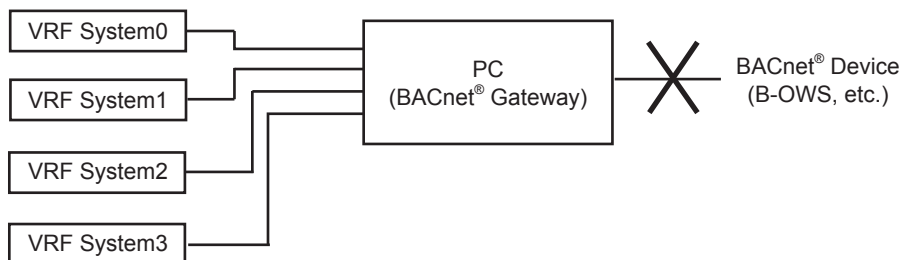 VRF System0
VRF System1
VRF System2
VRF System3
PC
(BACnet® Gateway)
BACnet® Device
(B-OWS, etc.)